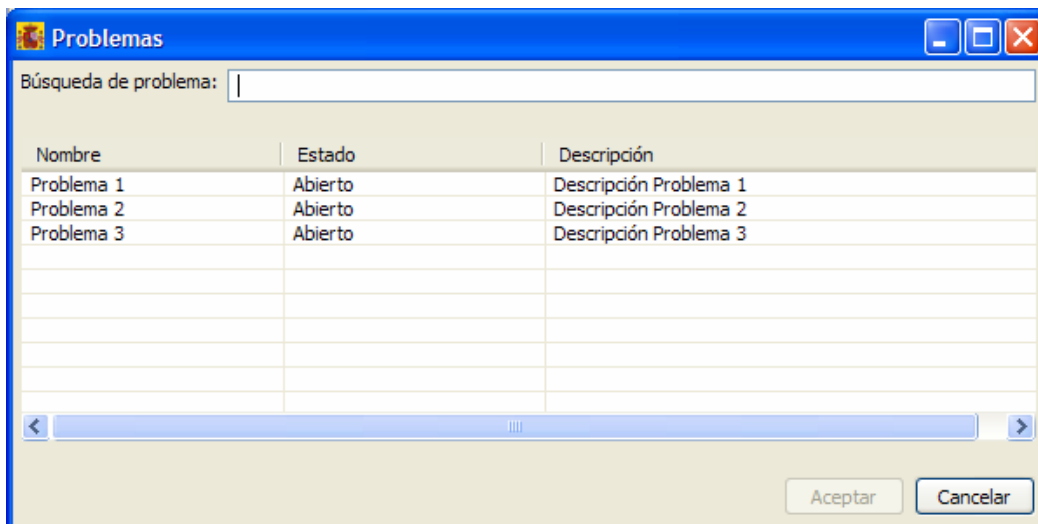 Problemas
Búsqueda de problema:
Nombre Estado Descripción
Problema 1 Abierto Descripción Problema 1
Problema 2 Abierto Descripción Problema 2
Problema 3 Abierto Descripción Problema 3
Aceptar Cancelar